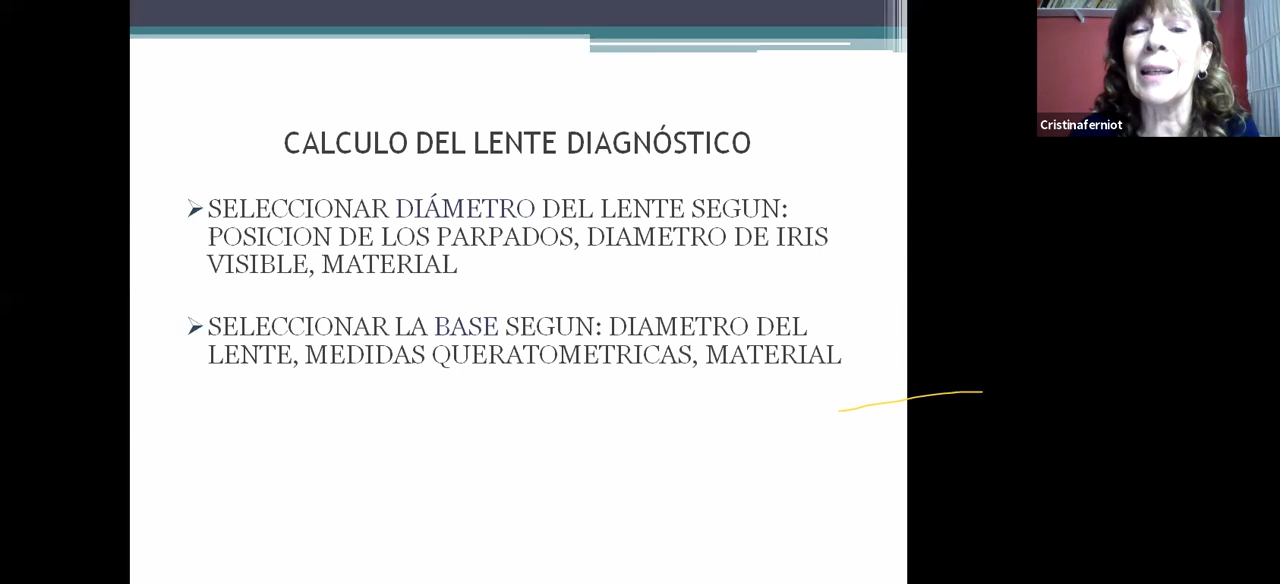 Cristinaferniot
CALCULO DEL LENTE DIAGNÓSTICO
SELECCIONAR DIÁMETRO DEL LENTE SEGUN:
POSICION DE LOS PARPADOS, DIAMETRO DE IRIS
VISIBLE, MATERIAL
SELECCIONAR LA BASE SEGUN: DIAMETRO DEL
LENTE, MEDIDAS QUERATOMETRICAS, MATERIAL